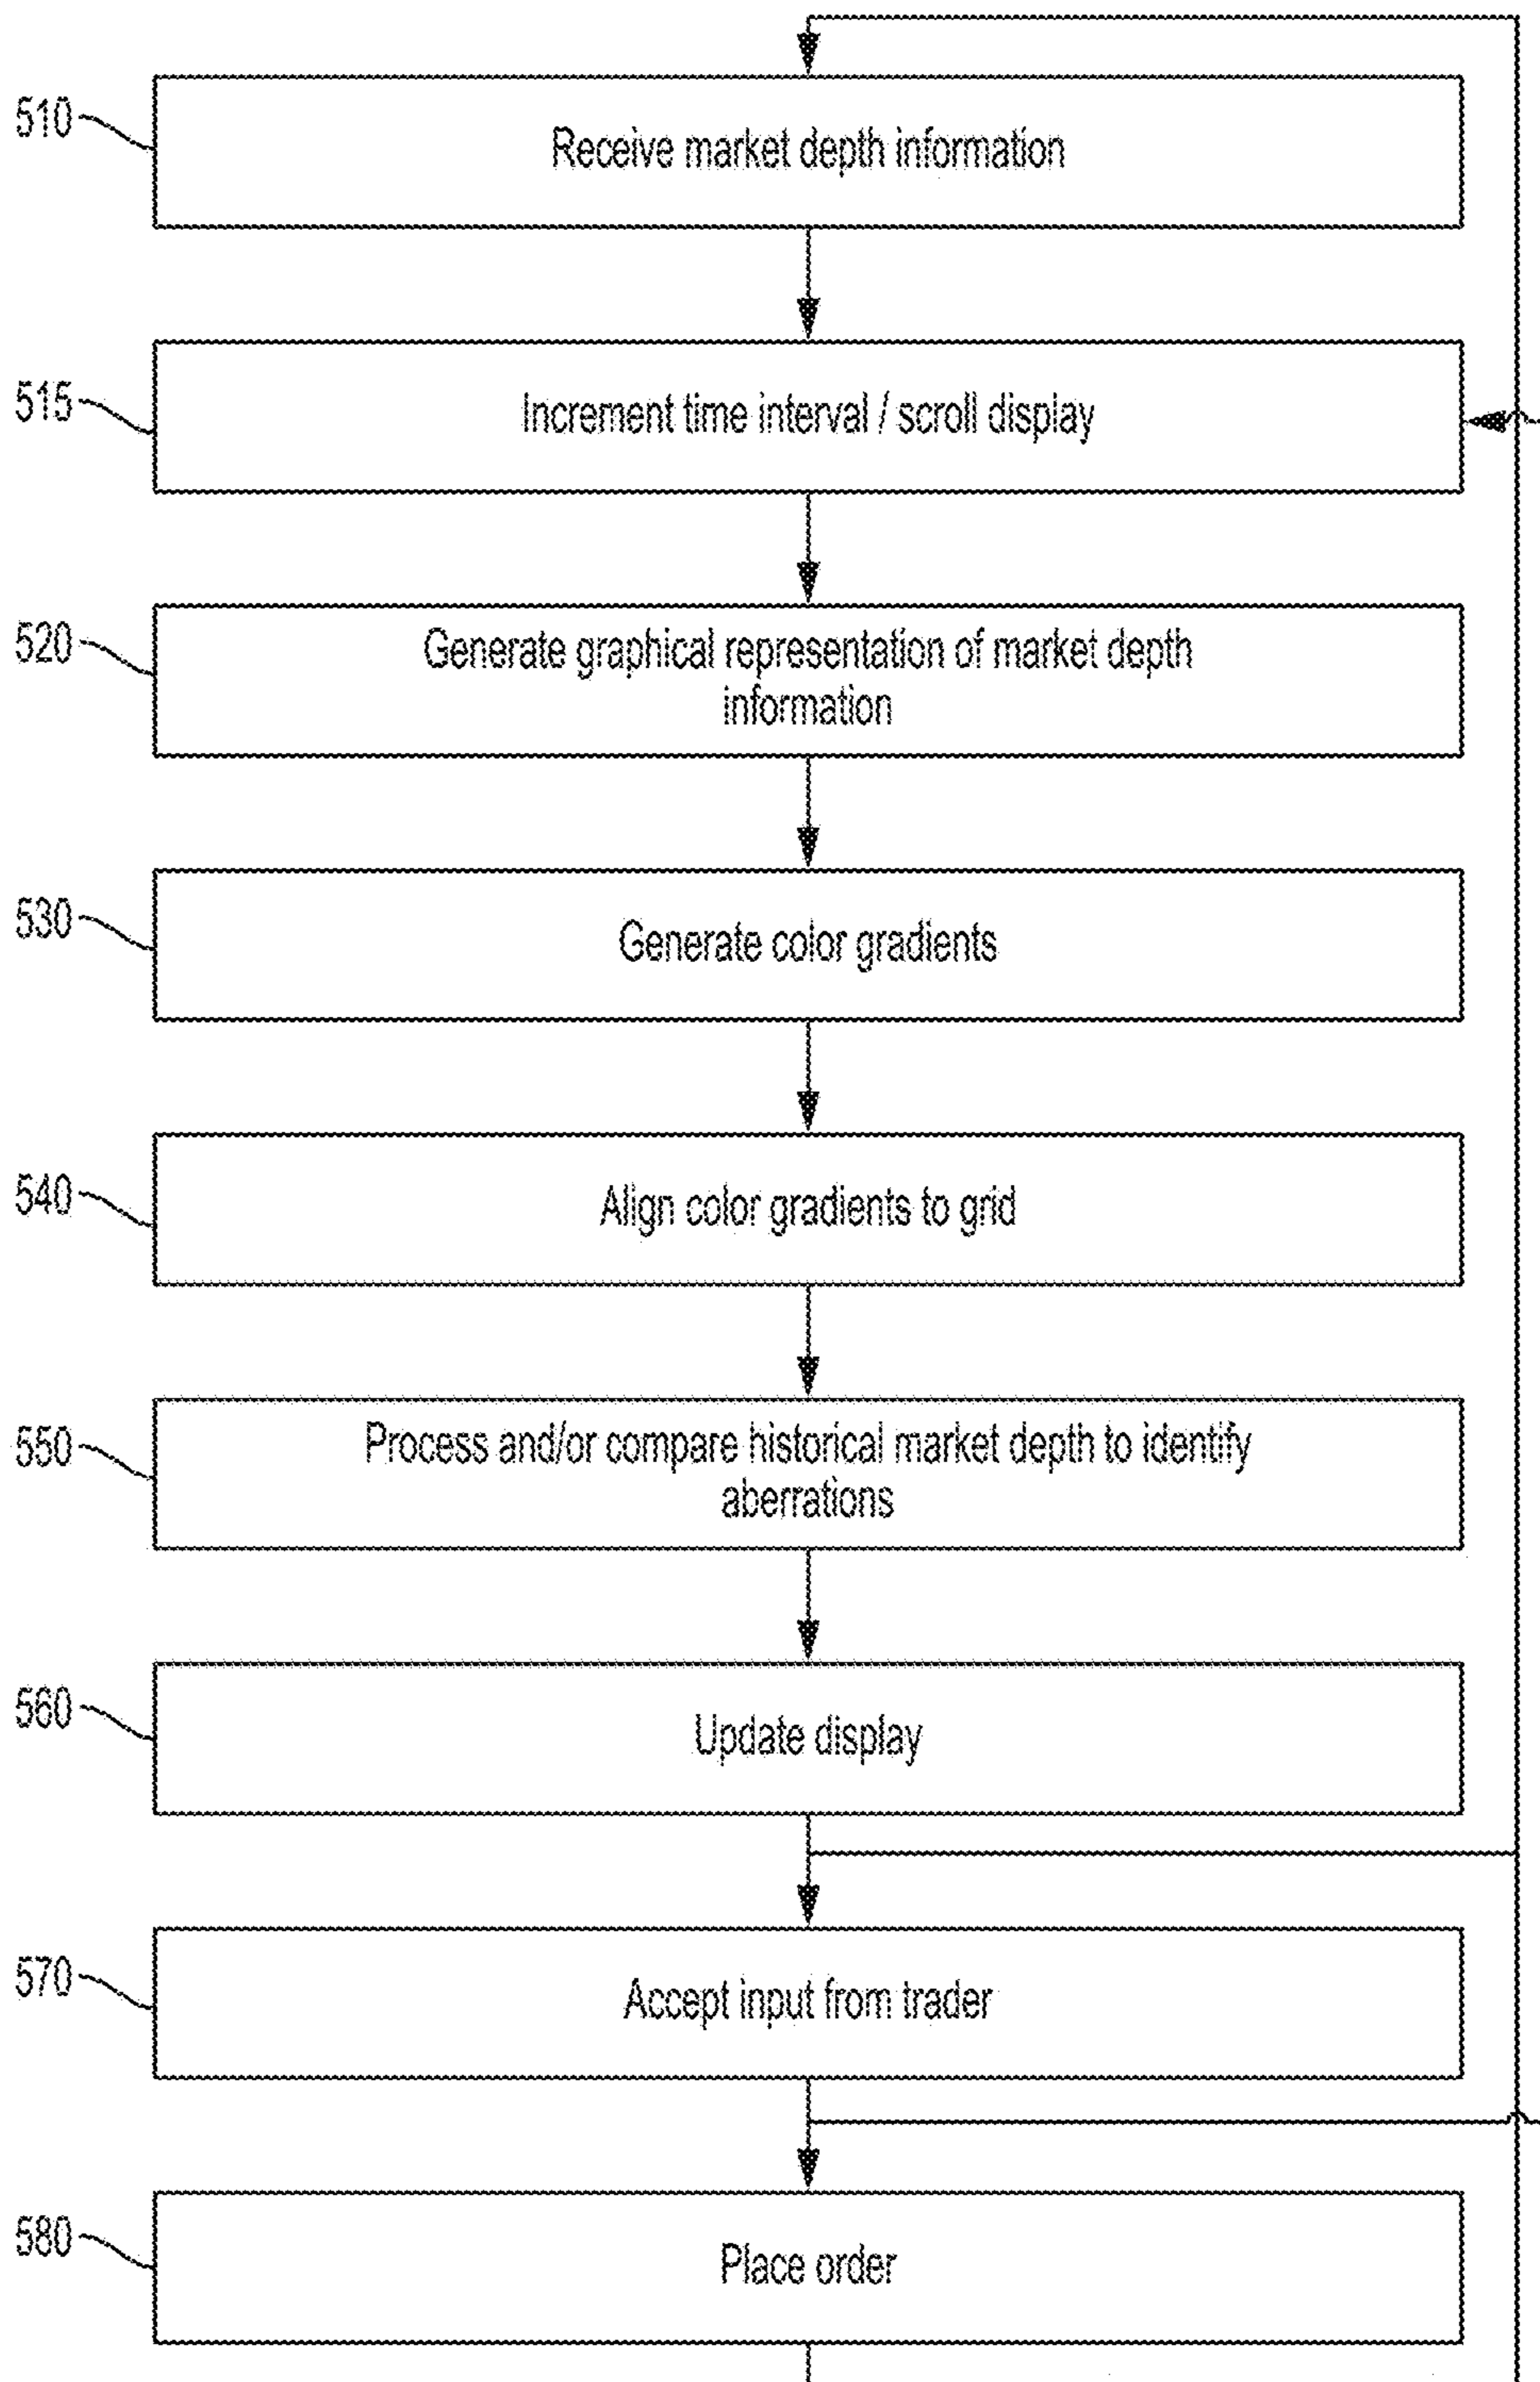 510
Receive market depth information
515
Increment time interval / scroll display
520
Generate graphical representation of market depth
information
530
Generate color gradients
540
Align color gradients to grid
550
Process and/or compare historical market depth to identify
aberrations
560
Update display
570
Accept input from trader
580
Place order